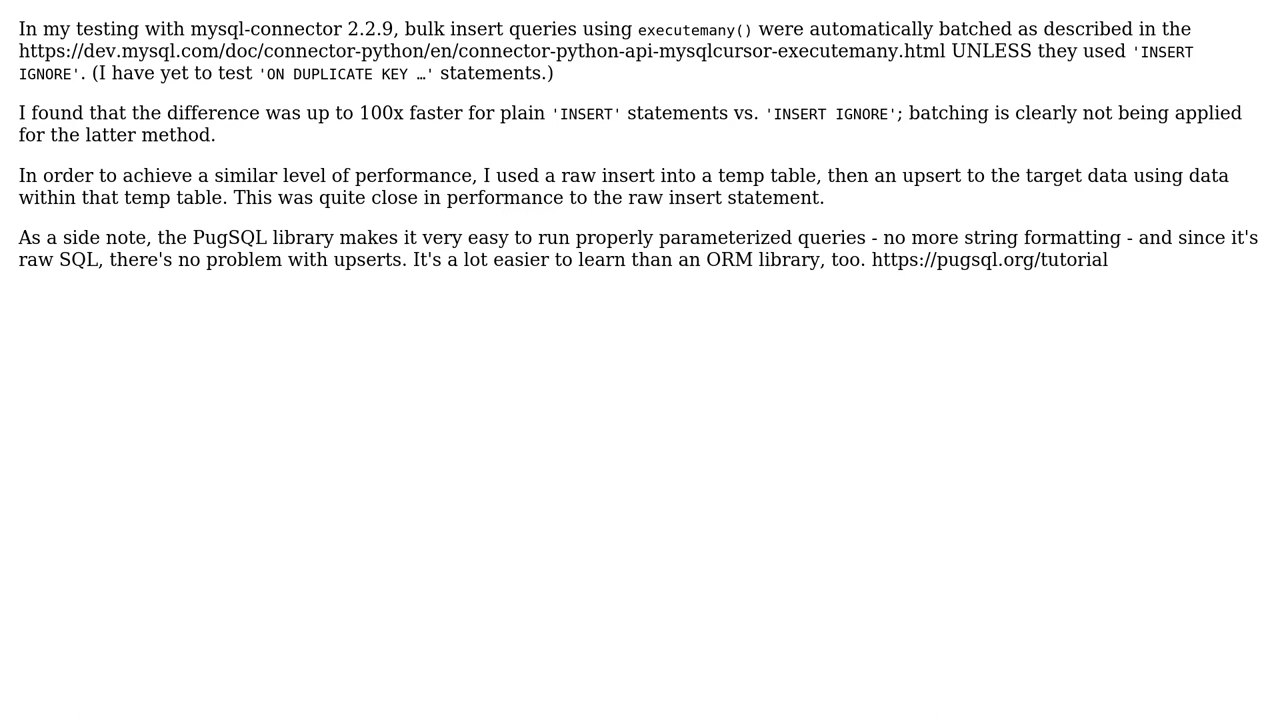 In my testing with mysql-connector 2.2.9, bulk insert queries using executemany() were automatically batched as described in the
https://dev.mysql.com/doc/connector-python/en/connector-python-api-mysqlcursor-executemany.html UNLESS they used 'INSERT
IGNORE'. (I have yet to test 'ON DUPLICATE KEY …' statements.)
I found that the difference was up to 100x faster for plain 'INSERT' statements vs. 'INSERT IGNORE'; batching is clearly not being applied
for the latter method.
In order to achieve a similar level of performance, I used a raw insert into a temp table, then an upsert to the target data using data
within that temp table. This was quite close in performance to the raw insert statement.
As a side note, the PugSQL library makes it very easy to run properly parameterized queries - no more string formatting - and since it's
raw SQL, there's no problem with upserts. It's a lot easier to learn than an ORM library, too. https://pugsql.org/tutorial